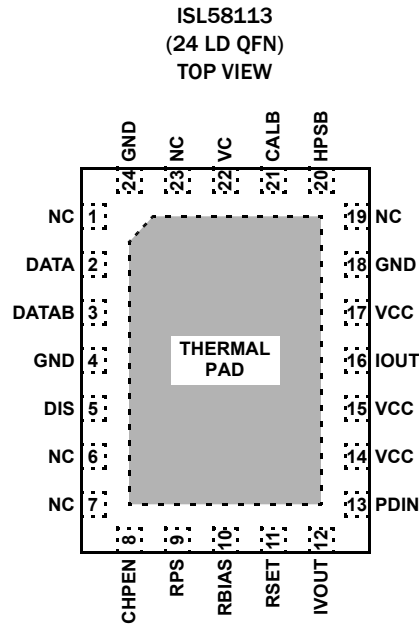 ISL58113
(24 LD QFN)
TOP VIEW
GND
NC
VC
CALB
HPSB
24
23
22
21
20
NC 1
DATA 2
DATAB 3
GND 4
DIS 5
NC 6
NC 7
THERMAL
PAD
19 NC
18 GND
17 VCC
16 IOUT
15 VCC
14 VCC
13 PDIN
8
9
10
11
12
CHPEN
RPS
RBIAS
RSET
IVOUT